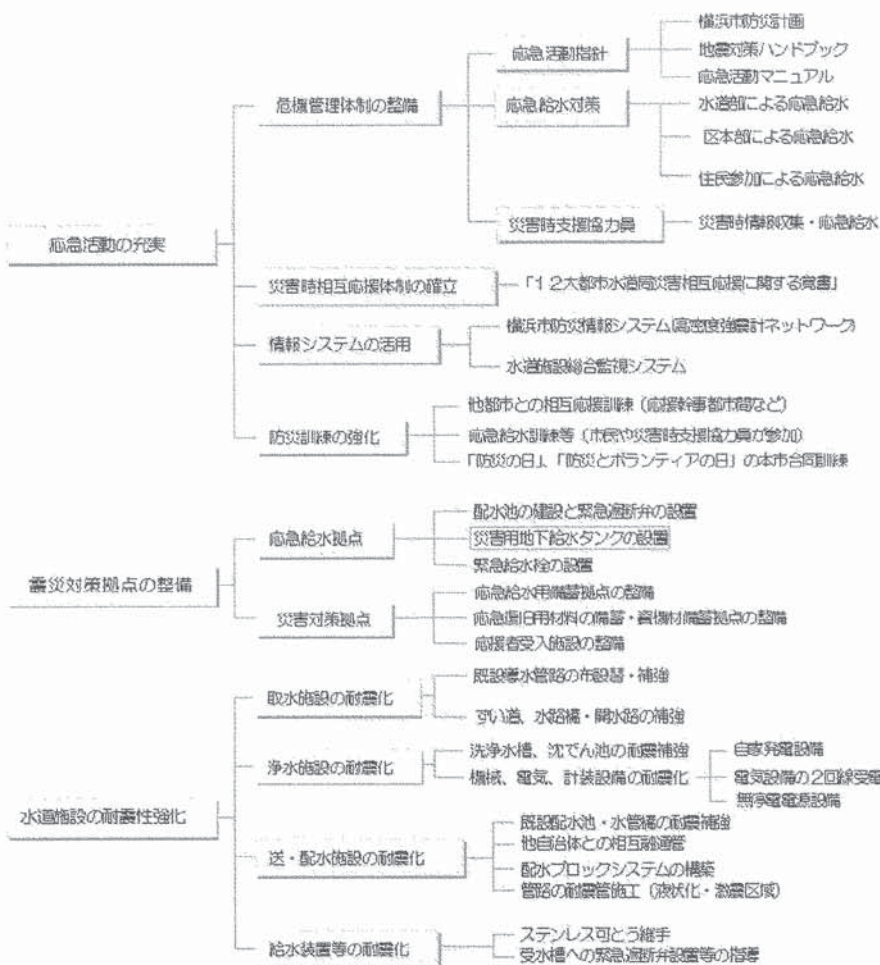 横浜市防災計画
応急活動指針
地震対策ハンドブック
応急活動マニュアル
危機管理体制の整備
応急給水対策
水道部による応急給水
区本部による応急給水
住民参加による応急給水
災害時支援協力員
災害時情報収集・応急給水
応急活動の充実
災害時相互応援体制の確立
「12大都市水道局災害相互応援に関する覚書」
横浜市防災情報システム(高密度強震計ネットワーク)
情報システムの活用
水道施設総合監視システム
他都市との相互応援訓練(応援幹事都市間など)
防災訓練の強化
応急給水訓練等(市民や災害時支援協力員が参加)
「防災の日」、「防災とボランティアの日」の本市合同訓練
配水池の建設と緊急遮断弁の設置
応急給水拠点
災害用地下給水タンクの設置
緊急給水栓の設置
震災対策拠点の整備
応急給水用備蓄拠点の整備
災害対策拠点
応急復旧用材料の備蓄・資機材備蓄拠点の整備
応援者受入施設の整備
既設導水管路の布設替・補強
取水施設の耐震化
ずい道、水路橋・開水路の補強
洗浄水槽、沈でん池の耐震補強
自家発電設備
浄水施設の耐震化
機械、電気、計装設備の耐震化
電気設備の2回線受電
無停電電源設備
水道施設の耐震性強化
既設配水池・水管橋の耐震補強
他自治体との相互融通管
送・配水施設の耐震化
配水ブロックシステムの構築
管路の耐震管施工(液状化・激震区域)
ステンレス可とう継手
給水装置等の耐震化
受水槽への緊急遮断弁設置等の指導